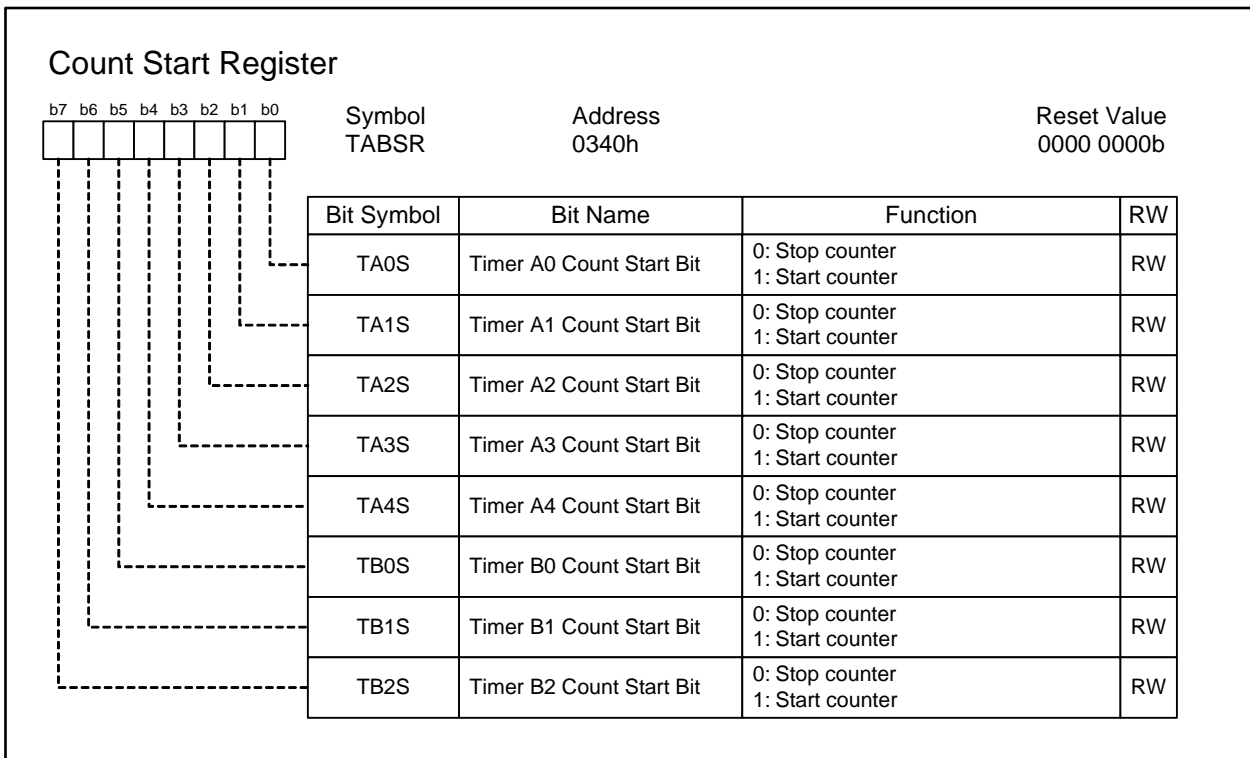 Count Start Register
b7 b6 b5 b4 b3 b2 b1 b0
Symbol Address Reset Value
TABSR 0340h 0000 0000b
Bit Symbol Bit Name Function RW
TA0S Timer A0 Count Start Bit 0: Stop counter
1: Start counter RW
TA1S Timer A1 Count Start Bit 0: Stop counter
1: Start counter RW
TA2S Timer A2 Count Start Bit 0: Stop counter
1: Start counter RW
TA3S Timer A3 Count Start Bit 0: Stop counter
1: Start counter RW
TA4S Timer A4 Count Start Bit 0: Stop counter
1: Start counter RW
TB0S Timer B0 Count Start Bit 0: Stop counter
1: Start counter RW
TB1S Timer B1 Count Start Bit 0: Stop counter
1: Start counter RW
TB2S Timer B2 Count Start Bit 0: Stop counter
1: Start counter RW